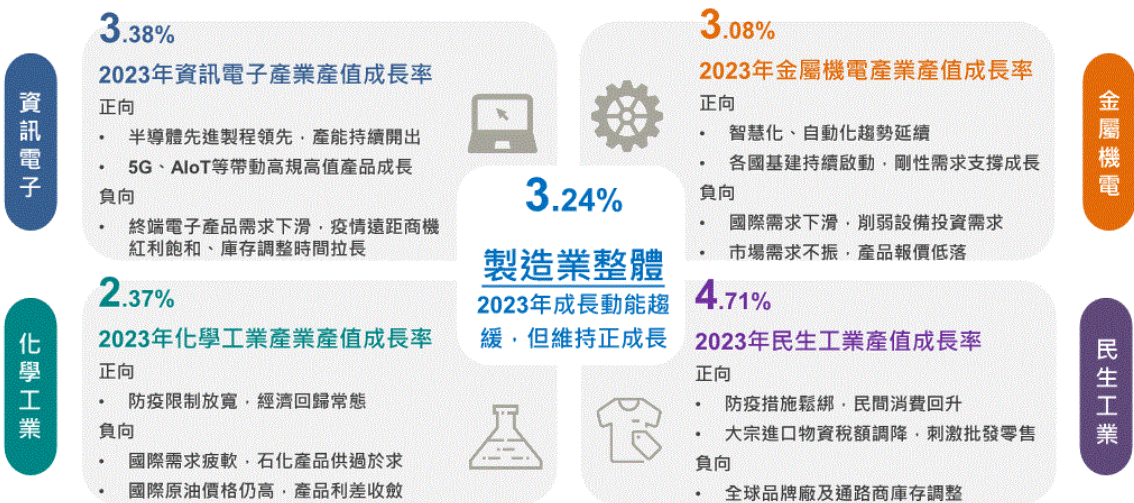 資訊電子
3.38%
2023年資訊電子產業產值成長率
正向
• 半導體先進製程領先，產能持續開出
• 5G、AIoT等帶動高規高值產品成長
負向
• 終端電子產品需求下滑，疫情遠距商機
紅利飽和、庫存調整時間拉長
金屬機電
3.08%
2023年金屬機電產業產值成長率
正向
• 智慧化、自動化趨勢延續
• 各國基建持續啟動，剛性需求支撐成長
負向
• 國際需求下滑，削弱設備投資需求
• 市場需求不振，產品報價低落
3.24%
製造業整體
2023年成長動能趨
緩，但維持正成長
化學工業
2.37%
2023年化學工業產業產值成長率
正向
• 防疫限制放寬，經濟回歸常態
負向
• 國際需求疲軟，石化產品供過於求
• 國際原油價格仍高，產品利差收斂
民生工業
4.71%
2023年民生工業產值成長率
正向
• 防疫措施鬆綁，民間消費回升
• 大宗進口物資稅額調降，刺激批發零售
負向
• 全球品牌廠及通路商庫存調整